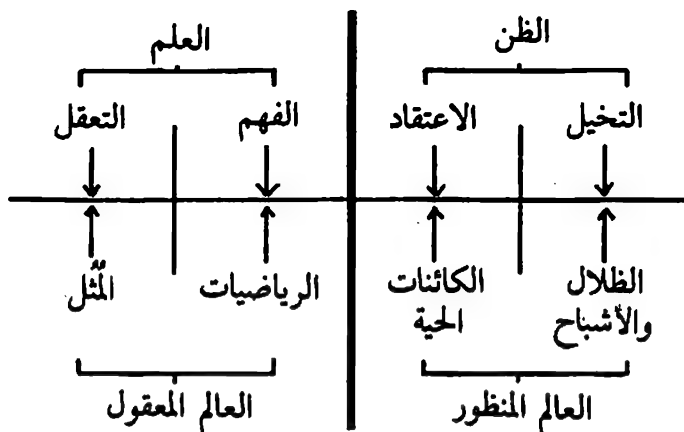 الظن
العلم
التخيل
الاعتقاد
الفهم
التعقل
الظلال
والأشباح
الكائنات
الحية
الرياضيات
المُثل
العالم المنظور
العالم المعقول